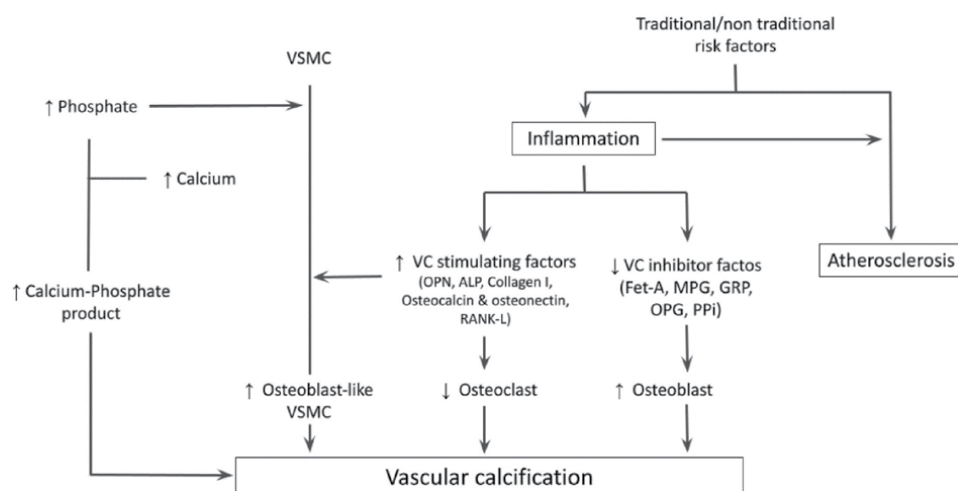 Traditional/non traditional
risk factors
VSMC
↑ Phosphate
Inflammation
↑ Calcium
↑ VC stimulating factors
(OPN, ALP, Collagen I,
Osteocalcin & osteonectin,
RANK-L)
↓ VC inhibitor factos
(Fet-A, MPG, GRP,
OPG, PPi)
Atherosclerosis
↑ Calcium-Phosphate
product
↑ Osteoblast-like
VSMC
↓ Osteoclast
↑ Osteoblast
Vascular calcification